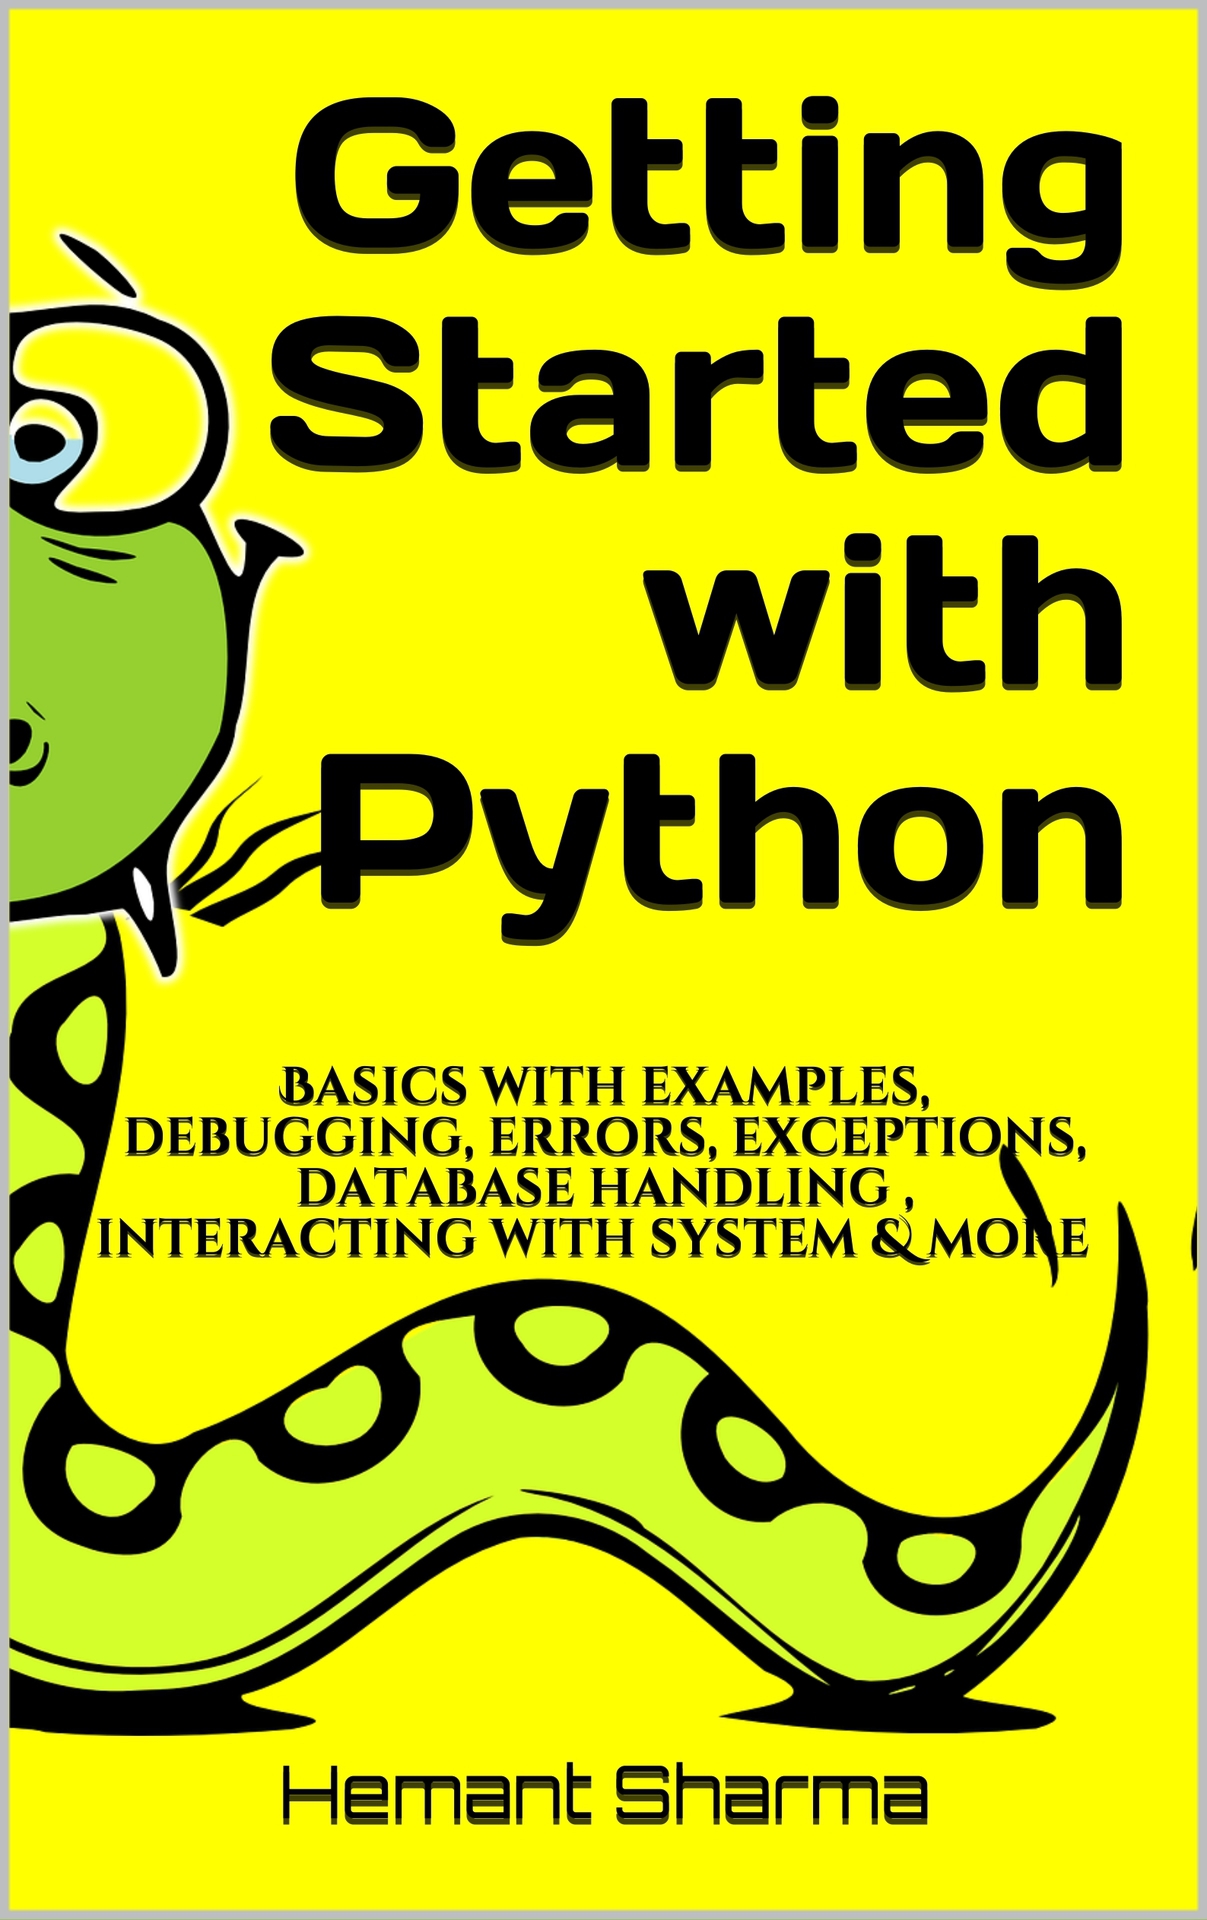 Getting
Started
with
Python
Basics with examples,
debugging, errors, exceptions,
database handling ,
interacting with system & more
Hemant Sharma